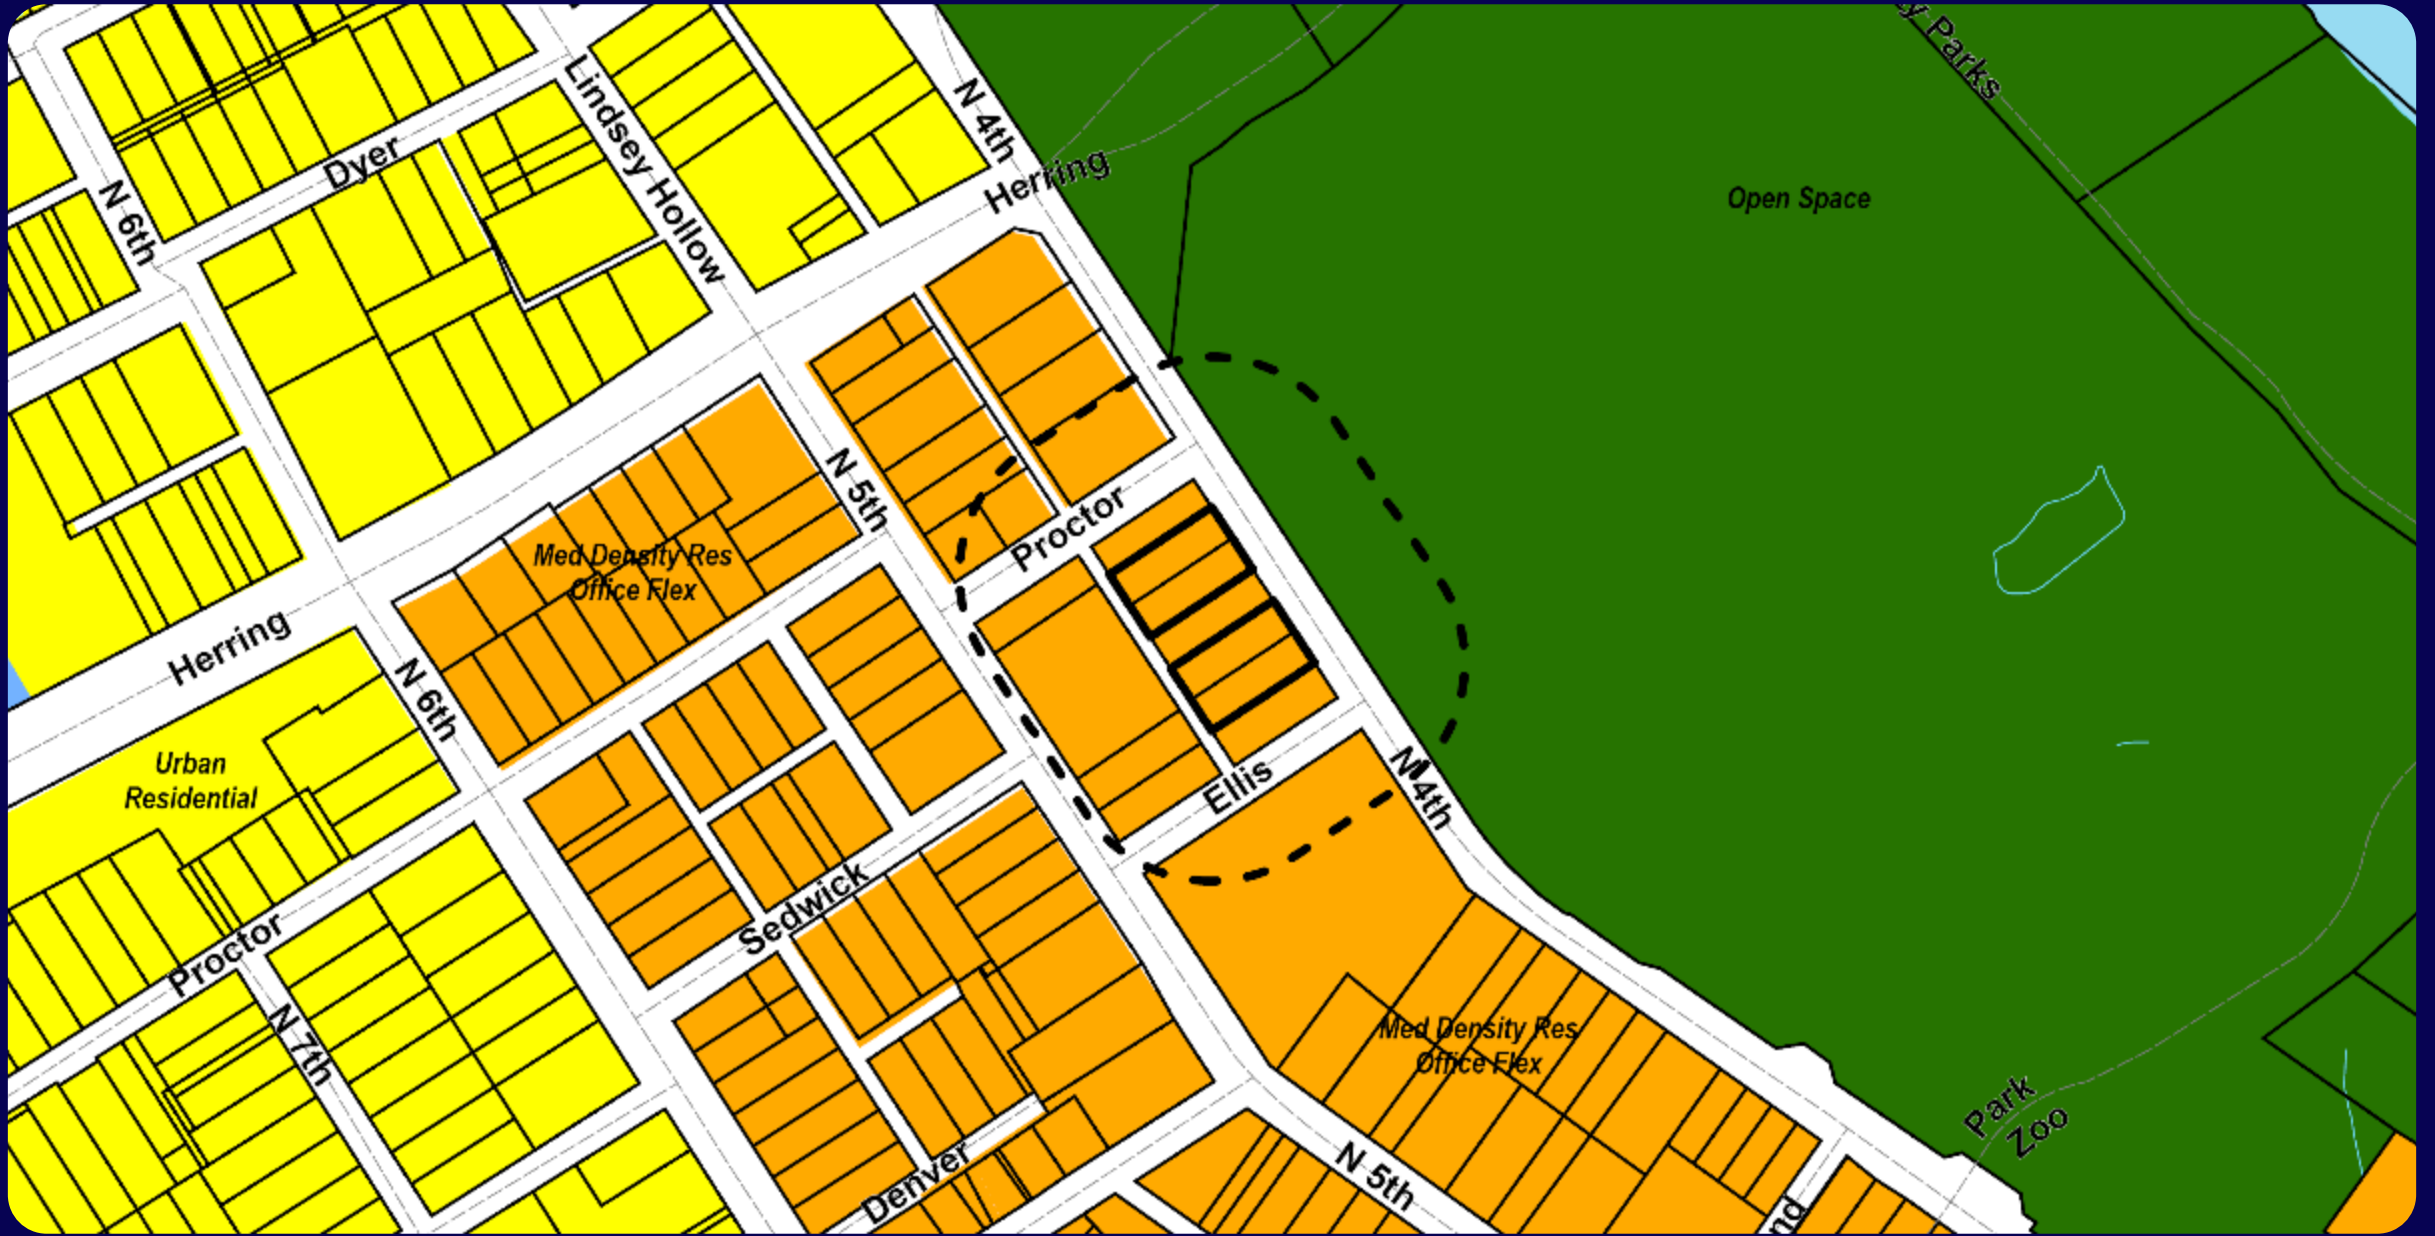 y Parks
Lindsey Hollow
N 4th
Dyer
Herring
N 6th
Open Space
N 5th
Proctor
Med Density Res
Office Flex
Herring
N 6th
Urban
Residential
Ellis
N 4th
Sedwick
Proctor
N 7th
Med Density Res
Office Flex
Park
Zoo
Denver
N 5th
nd